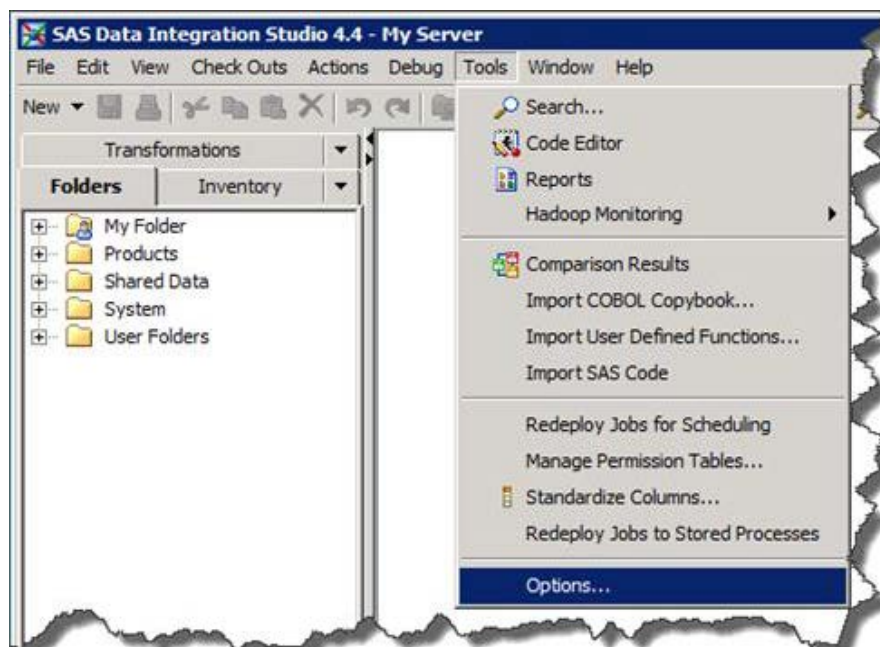 SAS Data Integration Studio 4.4 - My Server
File Edit View Check Outs Actions Debug Tools Window Help
New
Transformations
Folders Inventory
My Folder
Products
Shared Data
System
User Folders
Search...
Code Editor
Reports
Hadoop Monitoring
Comparison Results
Import COBOL Copybook...
Import User Defined Functions...
Import SAS Code
Redeploy Jobs for Scheduling
Manage Permission Tables...
Standardize Columns...
Redeploy Jobs to Stored Processes
Options...